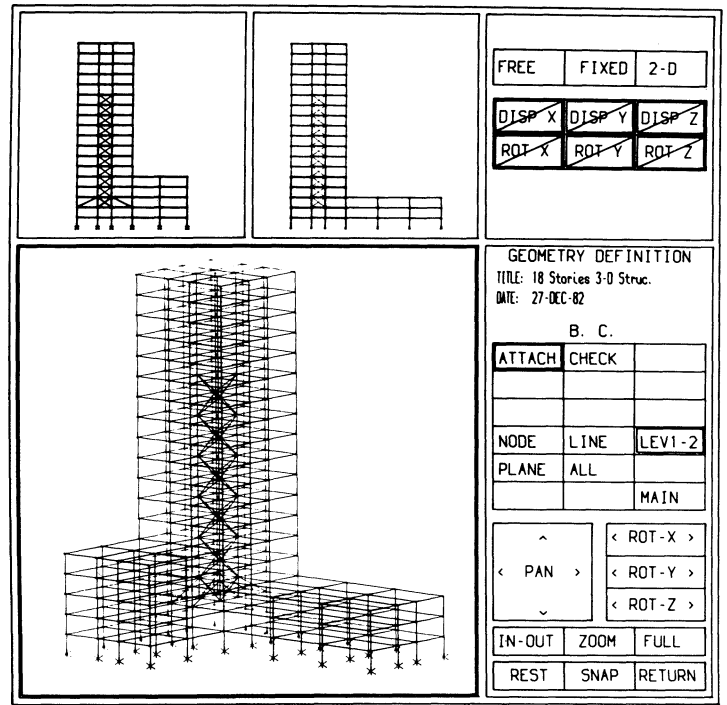 FREE FIXED 2-D
DISP X DISP Y DISP Z
ROT X ROT Y ROT Z
GEOMETRY DEFINITION
TITLE: 18 Stories 3-D Struc.
DATE: 27-DEC-82
B. C.
ATTACH CHECK
NODE LINE LEV1-2
PLANE ALL
MAIN
^
< PAN >
< ROT-X >
< ROT-Y >
< ROT-Z >
IN-OUT ZOOM FULL
REST SNAP RETURN